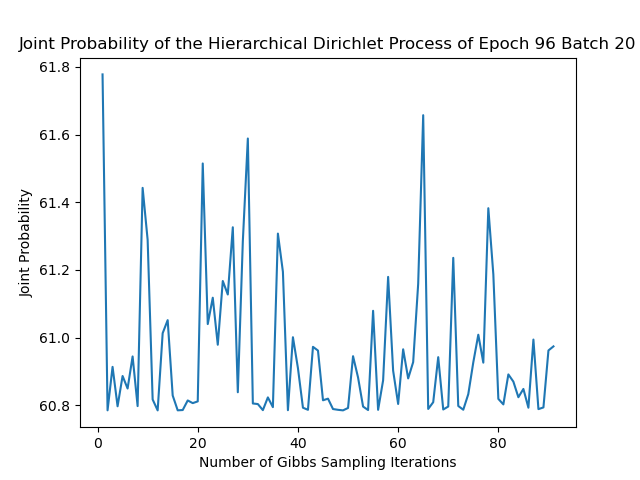 Joint Probability of the Hierarchical Dirichlet Process of Epoch 96 Batch 20
61.8
61.6
61.4
61.2
61.0
60.8
Joint Probability
0 20 40 60 80
Number of Gibbs Sampling Iterations